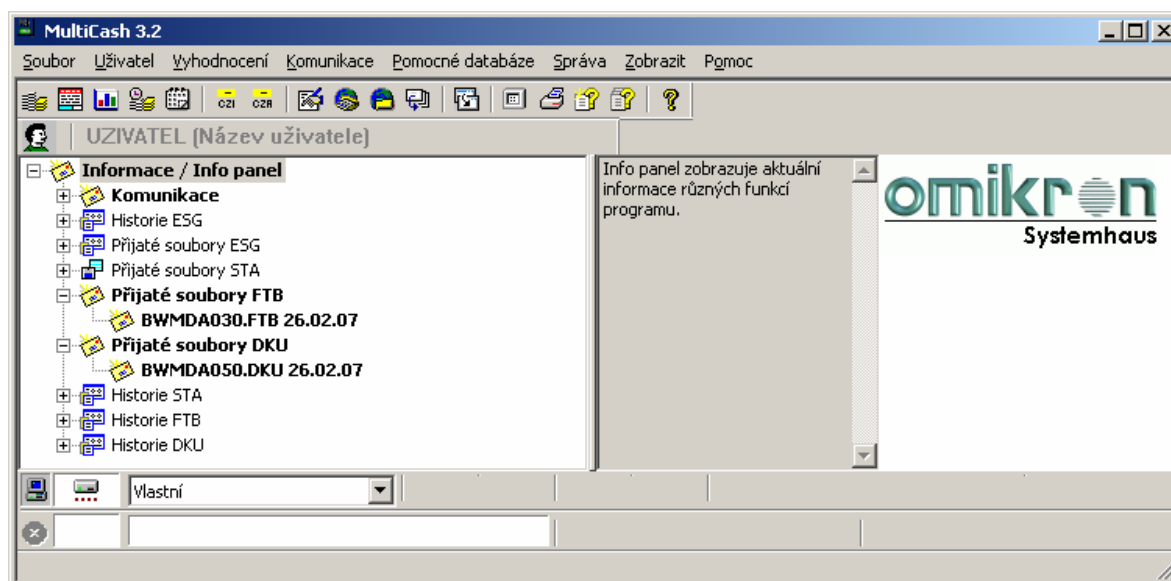 MultiCash 3.2
Soubor Uživatel Vyhodnocení Komunikace Pomocné databáze Správa Zobrazit Pomoc
CZI CZA
UZIVATEL (Název uživatele)
Informace / Info panel
Komunikace
Historie ESG
Přijaté soubory ESG
Přijaté soubory STA
Přijaté soubory FTB
BWMDA030.FTB 26.02.07
Přijaté soubory DKU
BWMDA050.DKU 26.02.07
Historie STA
Historie FTB
Historie DKU
Info panel zobrazuje aktuální
informace různých funkcí
programu.
omikron
Systemhaus
Vlastní